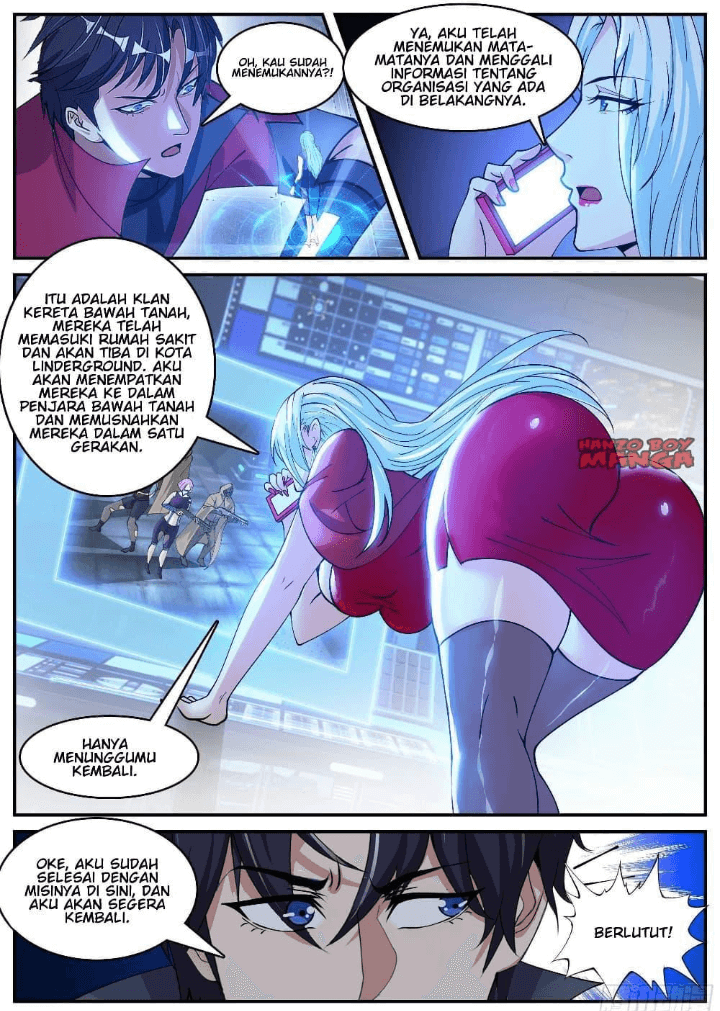 OH, KAU SUDAH
MENEMUKANNYA?!
YA, AKU TELAH
MENEMUKAN MATA-
MATANYA DAN MENGGALI
INFORMASI TENTANG
ORGANISASI YANG ADA
DI BELAKANGNYA.
ITU ADALAH KLAN
KERETA BAWAH TANAH,
MEREKA TELAH
MEMASUKI RUMAH SAKIT
DAN AKAN TIBA DI KOTA
LINDERGROUND. AKU
AKAN MENEMPATKAN
MEREKA KE DALAM
PENJARA BAWAH TANAH
DAN MEMUSNAHKAN
MEREKA DALAM SATU
GERAKAN.
HANZO BOY
MANGA
HANYA
MENUNGGUMU
KEMBALI.
OKE, AKU SUDAH
SELESAI DENGAN
MISINYA DI SINI, DAN
AKU AKAN SEGERA
KEMBALI.
BERLUTUT!